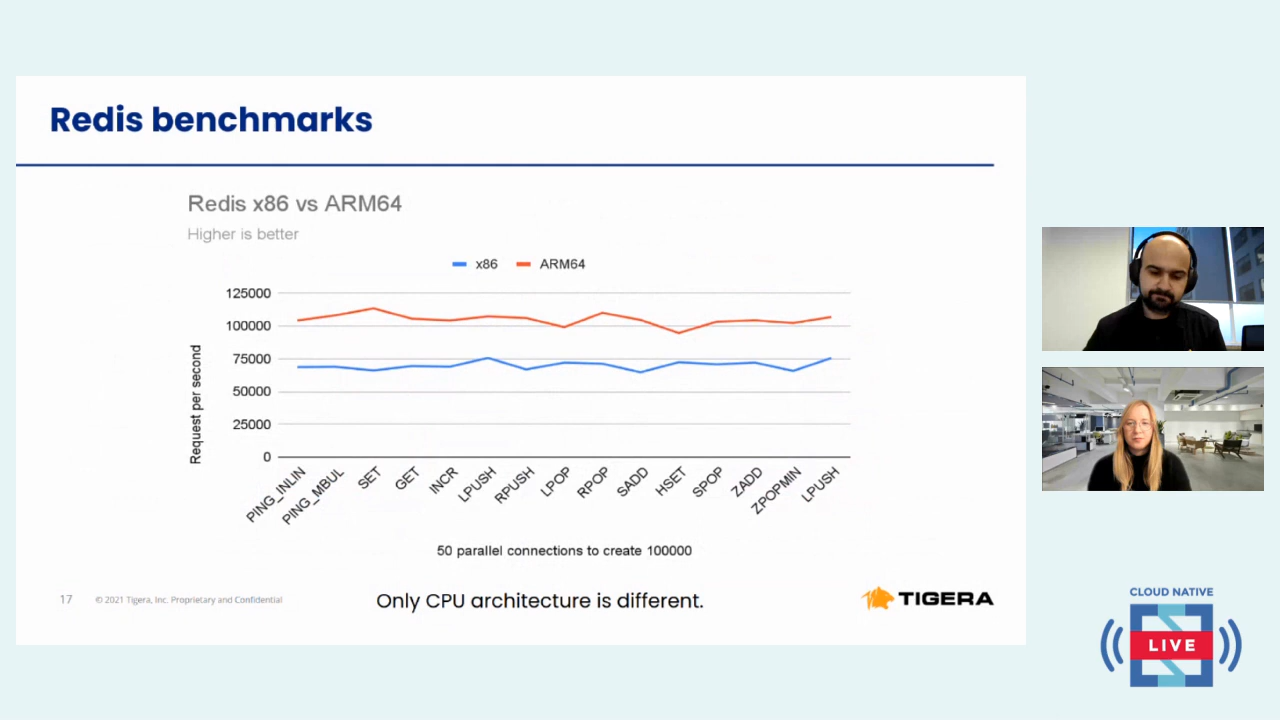 Redis benchmarks
Redis x86 vs ARM64
Higher is better
x86 ARM64
125000
100000
75000
50000
25000
0
Request per second
PING_INLIN PING_MBUL SET GET INCR LPUSH RPUSH LPOP RPOP SADD HSET SPOP ZADD ZPOPMIN LPUSH
50 parallel connections to create 100000
17 © 2021 Tigera, Inc. Proprietary and Confidential
Only CPU architecture is different.
TIGERA
CLOUD NATIVE
LIVE